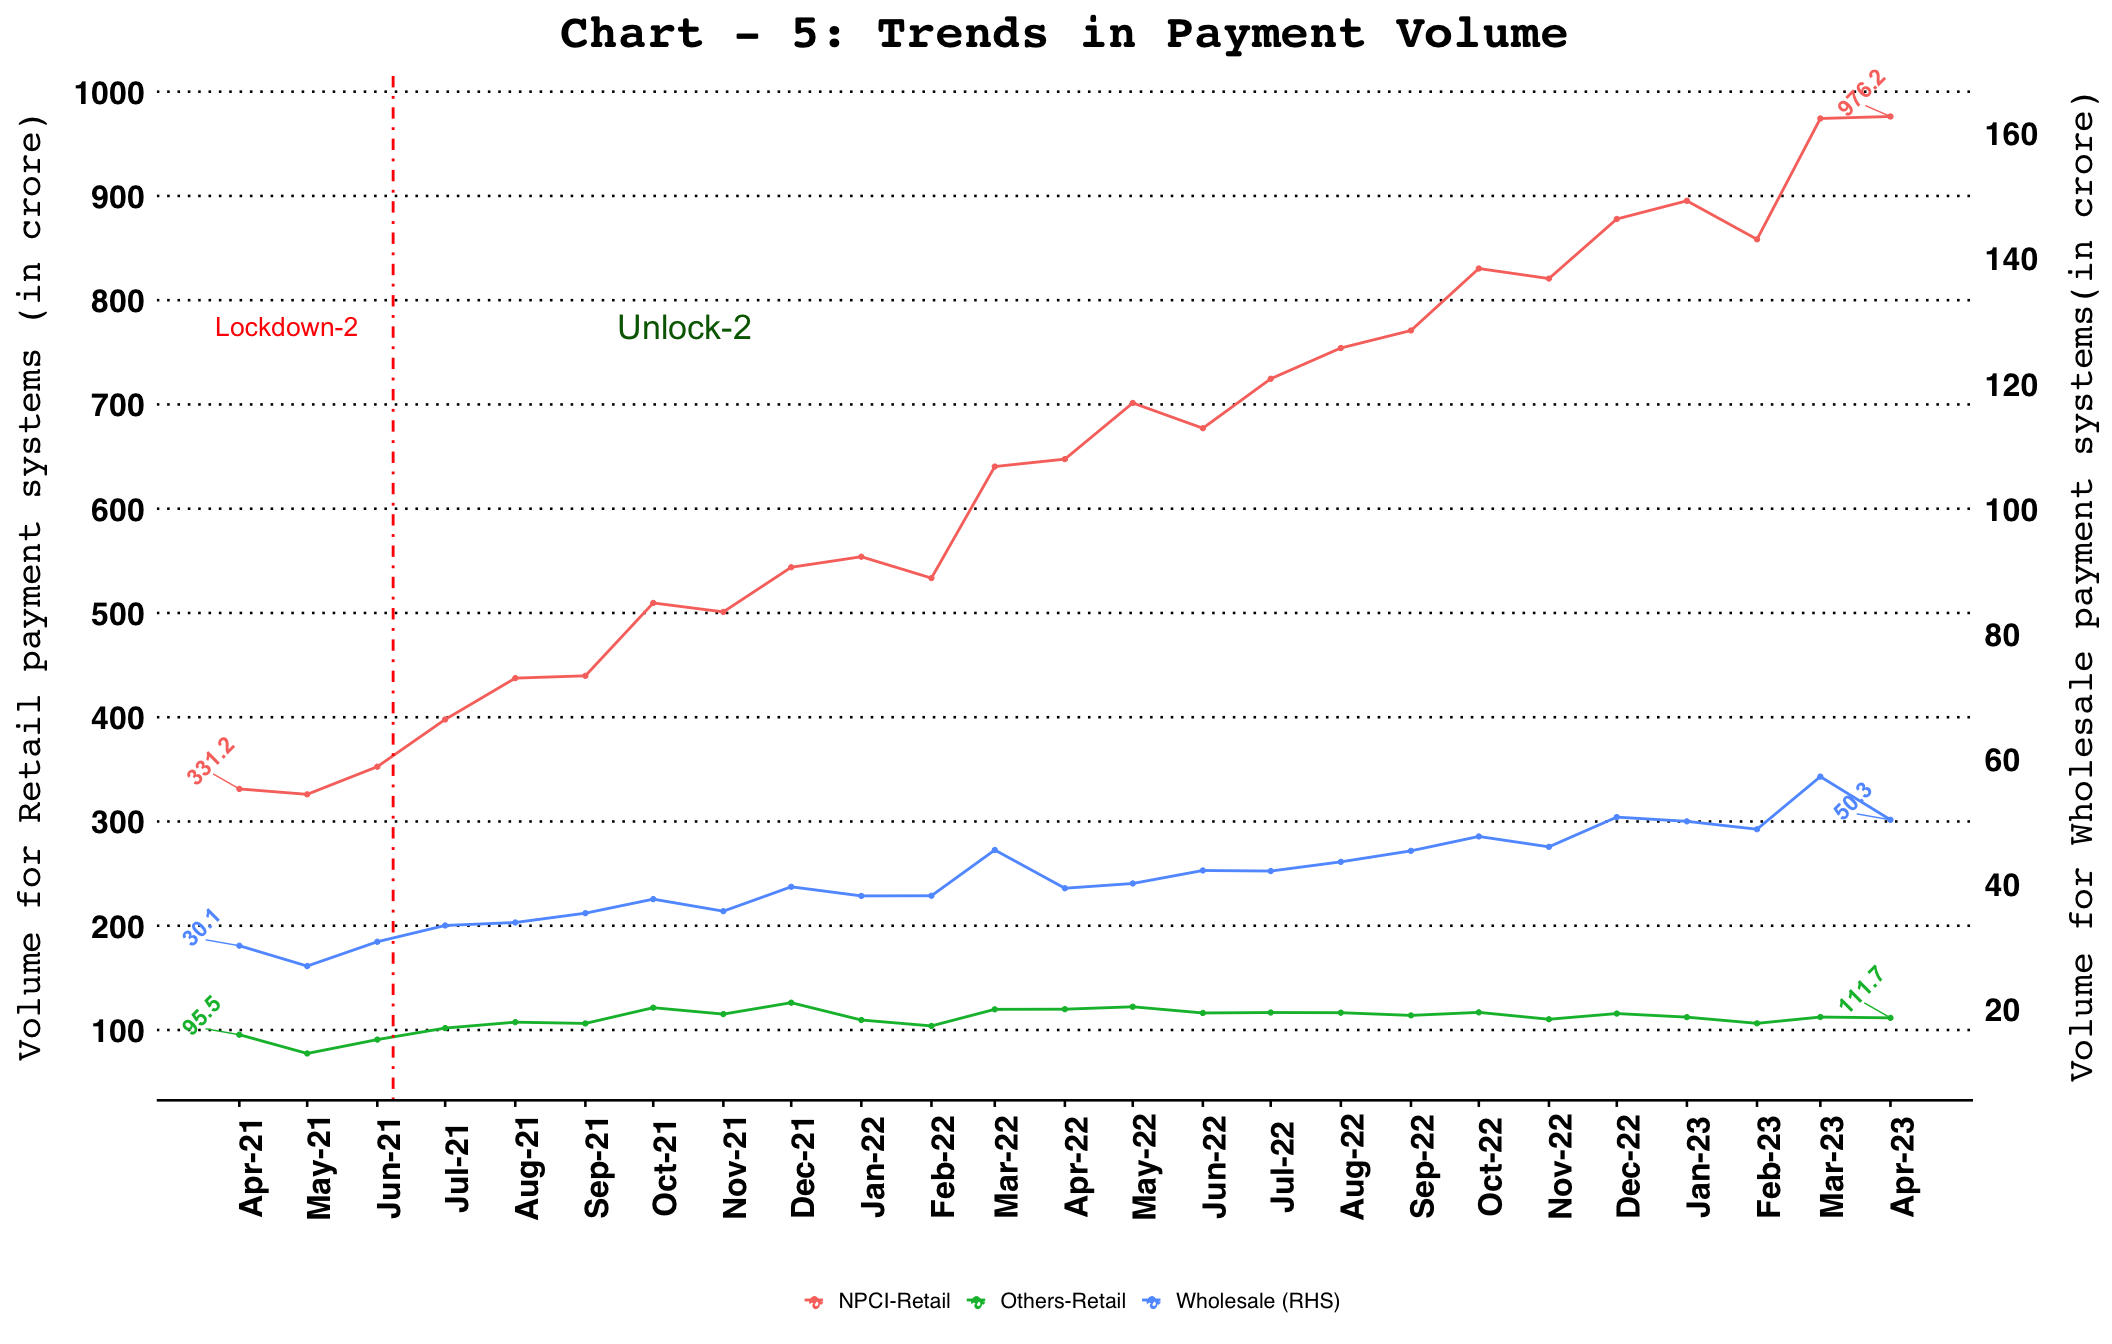 Chart - 5: Trends in Payment Volume
Volume for Retail payment systems (in crore)
1000
900
800
700
600
500
400
300
200
100
Lockdown-2
Unlock-2
976.2
331.2
50.3
30.1
111.7
95.5
160
140
120
100
80
60
40
20
Volume for Wholesale payment systems(in crore)
Apr-21
May-21
Jun-21
Jul-21
Aug-21
Sep-21
Oct-21
Nov-21
Dec-21
Jan-22
Feb-22
Mar-22
Apr-22
May-22
Jun-22
Jul-22
Aug-22
Sep-22
Oct-22
Nov-22
Dec-22
Jan-23
Feb-23
Mar-23
Apr-23
NPCI-Retail Others-Retail Wholesale (RHS)